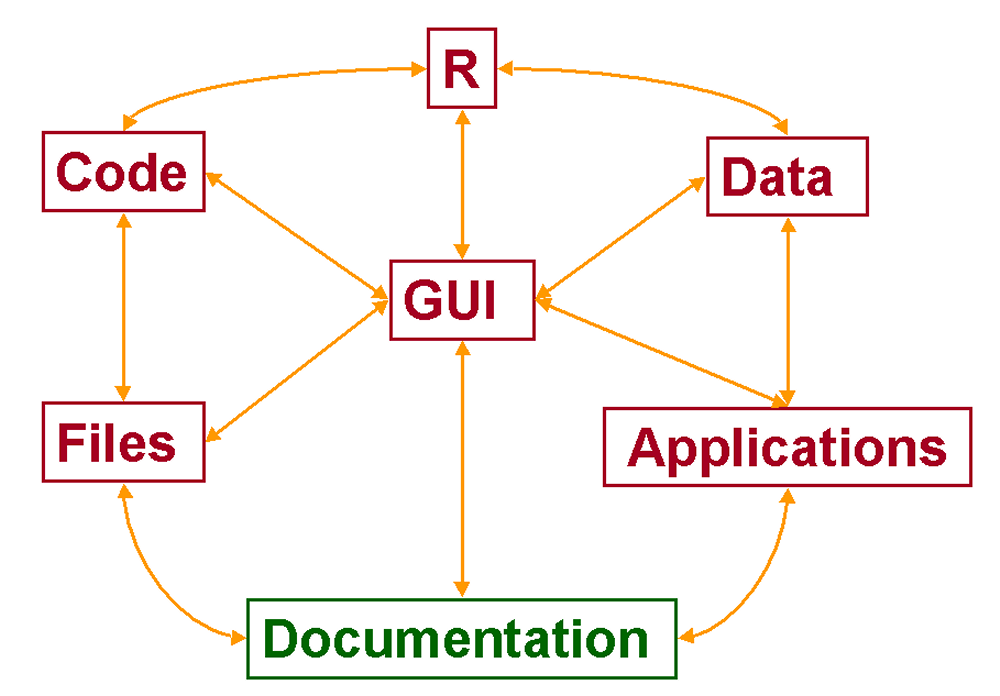 R
Code
Data
GUI
Files
Applications
Documentation